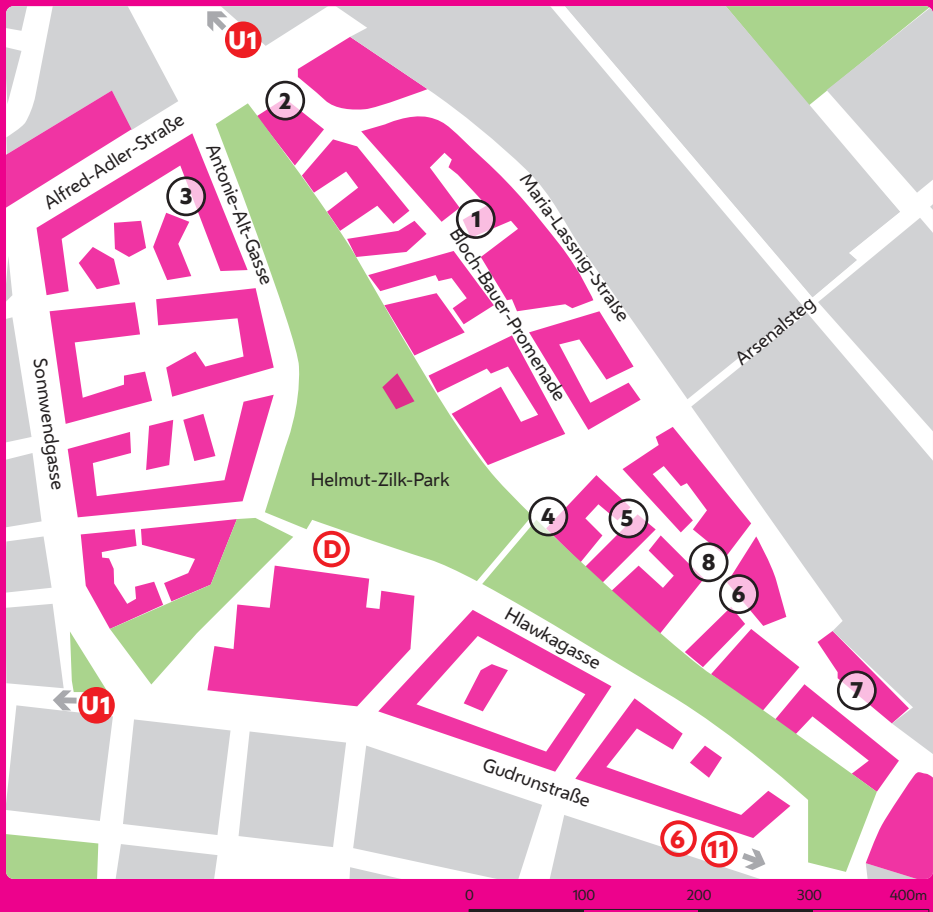 U1
2
Alfred-Adler-Straße
3
Antonie-Alt-Gasse
Maria-Lassnig-Straße
1
Bloch-Bauer-Promenade
Arsenalsteg
Sonnwendgasse
Helmut-Zilk-Park
4
5
D
8
6
Hlawkagasse
7
U1
Gudrunstraße
6
11
0 100 200 300 400m